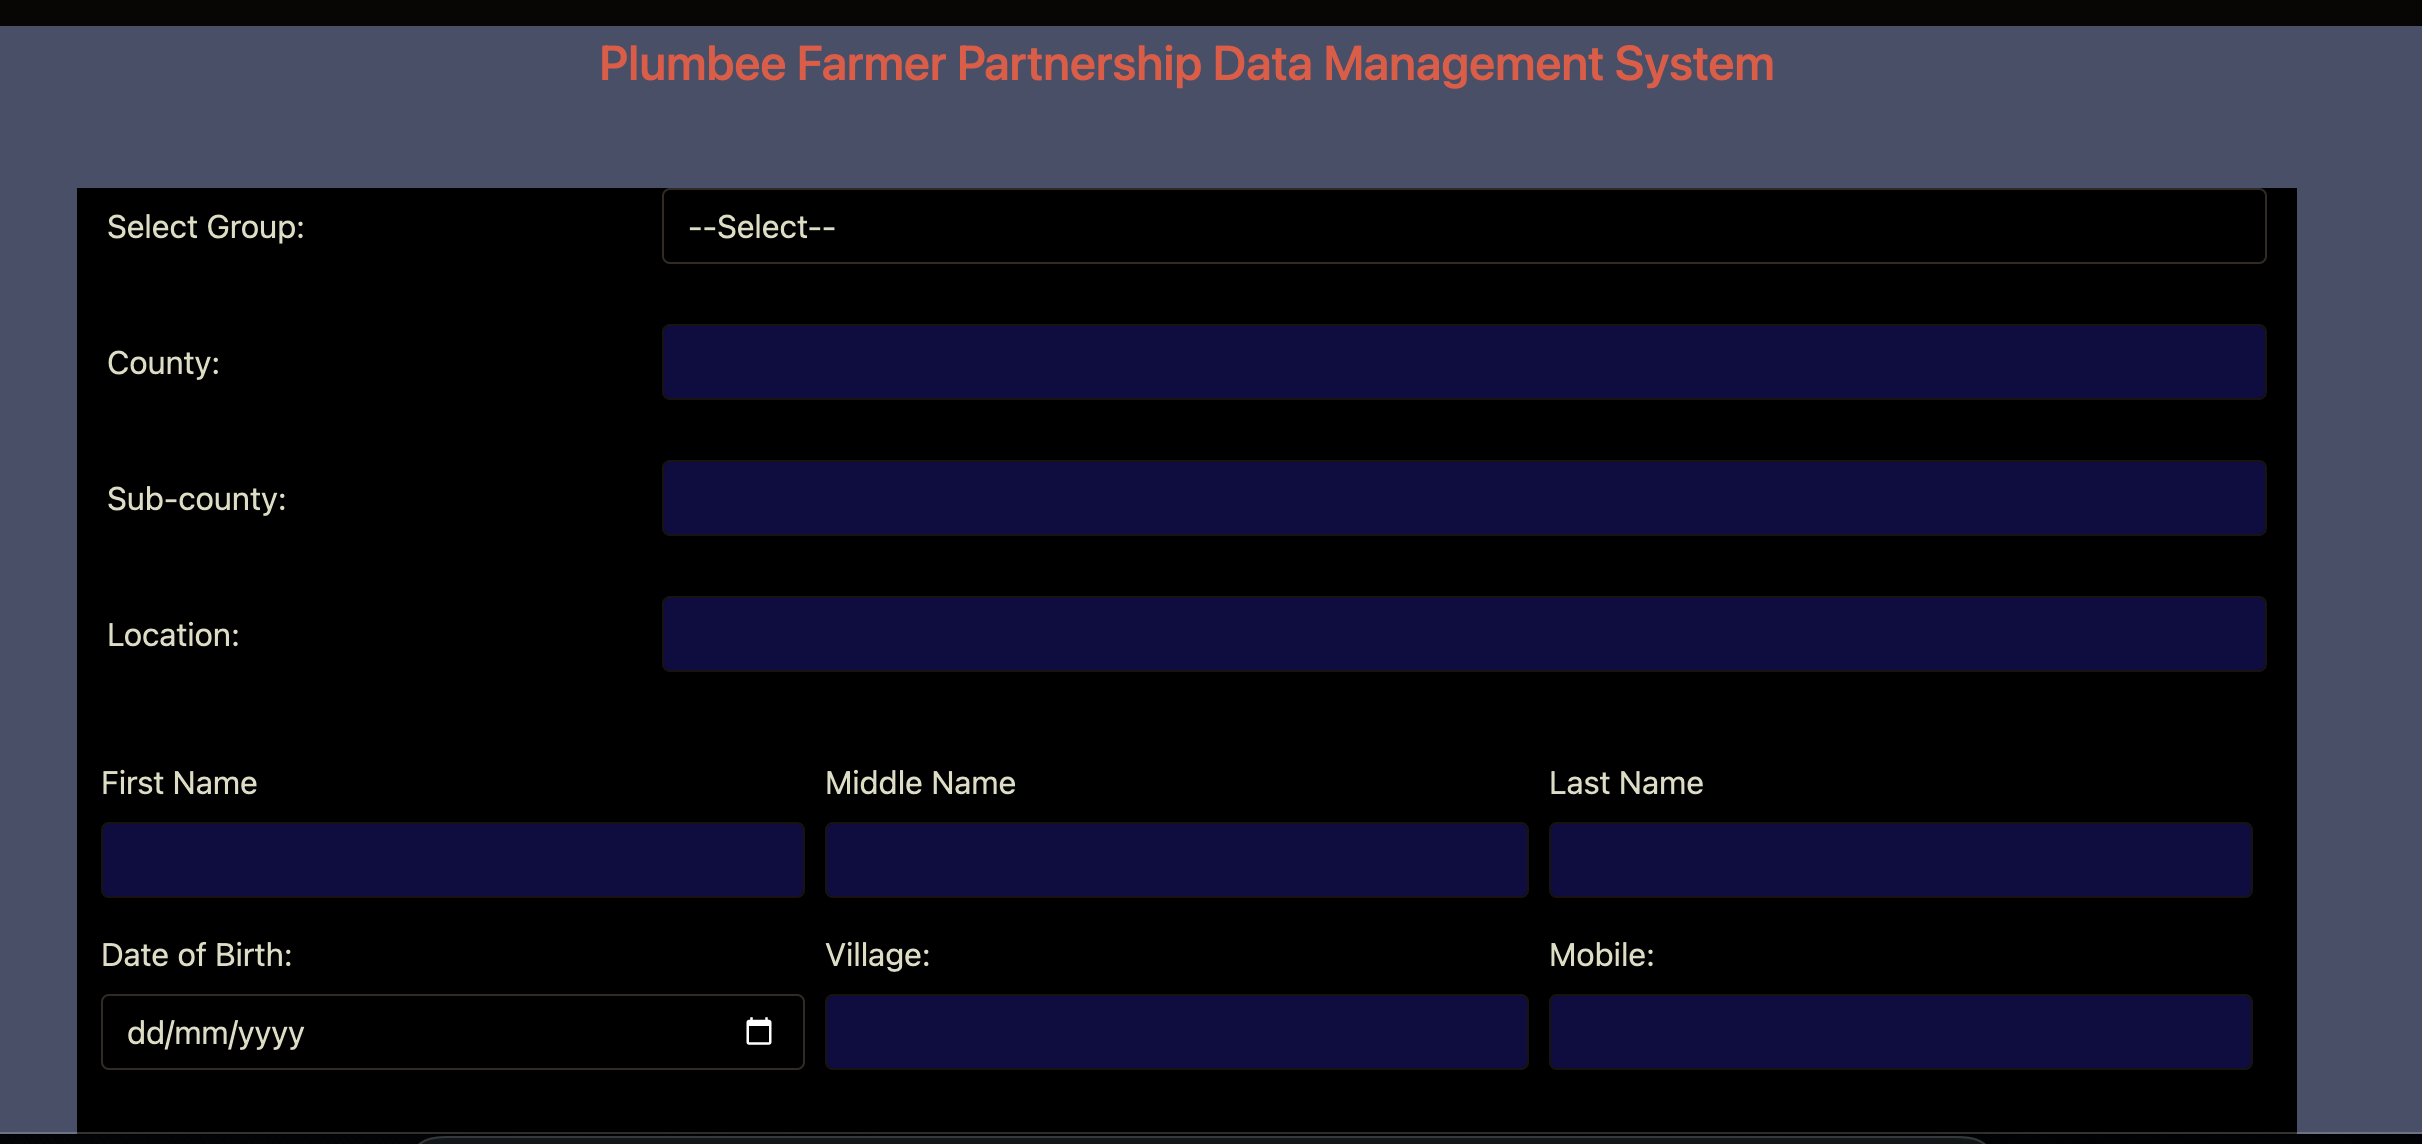 Plumbee Farmer Partnership Data Management System
Select Group:
--Select--
County:
Sub-county:
Location:
First Name
Middle Name
Last Name
Date of Birth:
Village:
Mobile:
dd/mm/yyyy